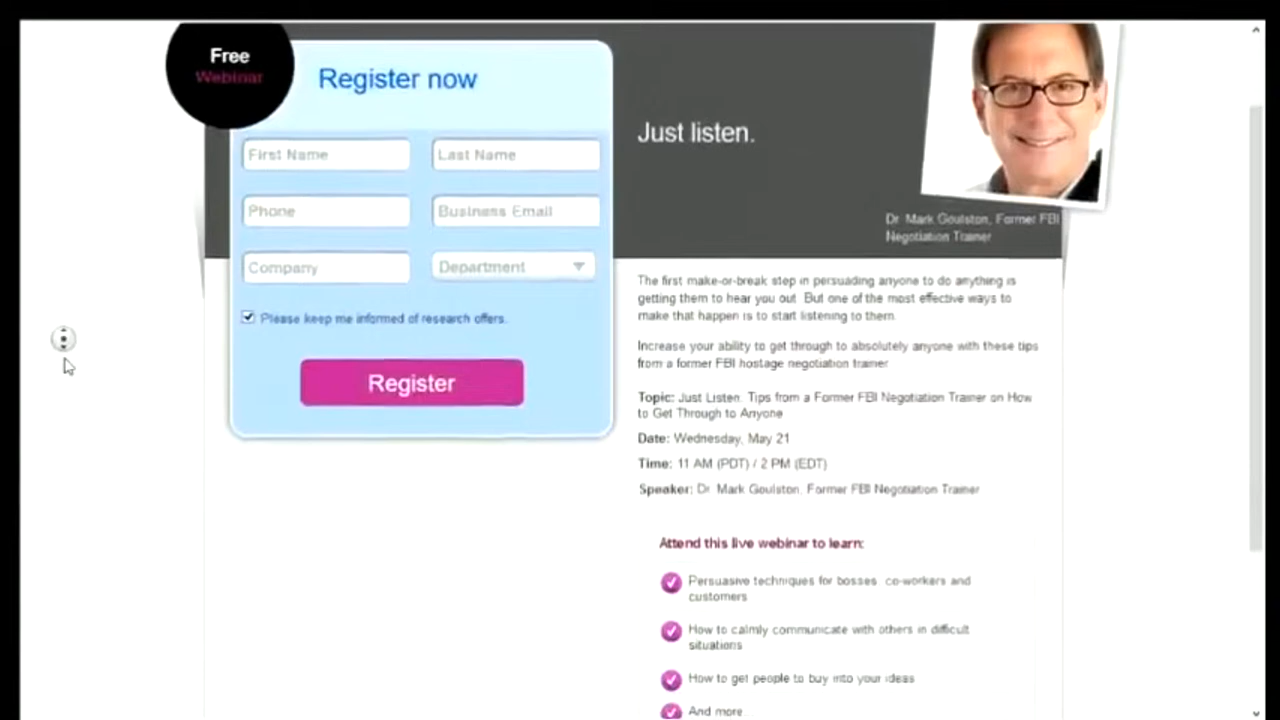 Free
Webinar
Register now
First Name
Last Name
Phone
Business Email
Company
Department
Please keep me informed of research offers.
Register
Just listen.
Dr. Mark Goulston, Former FBI
Negotiation Trainer
The first make-or-break step in persuading anyone to do anything is
getting them to hear you out. But one of the most effective ways to
make that happen is to start listening to them.
Increase your ability to get through to absolutely anyone with these tips
from a former FBI hostage negotiation trainer
Topic: Just Listen. Tips from a Former FBI Negotiation Trainer on How
to Get Through to Anyone
Date: Wednesday, May 21
Time: 11 AM (PDT) / 2 PM (EDT)
Speaker: Dr. Mark Goulston, Former FBI Negotiation Trainer
Attend this live webinar to learn:
Persuasive techniques for bosses, co-workers and
customers
How to calmly communicate with others in difficult
situations
How to get people to buy into your ideas
And more